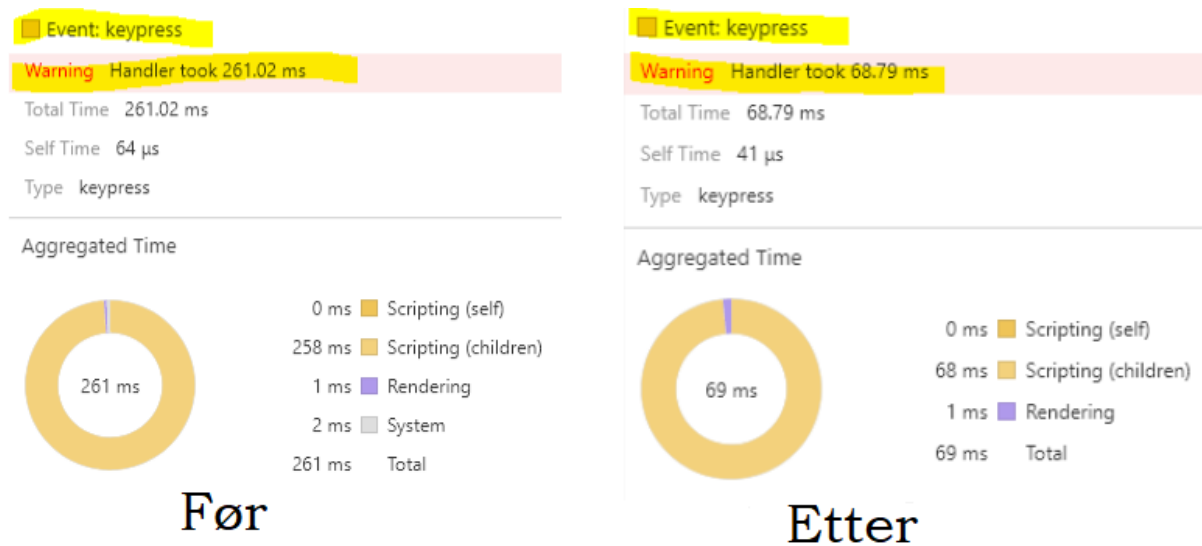 Event: keypress
Warning Handler took 261.02 ms
Total Time 261.02 ms
Self Time 64 µs
Type keypress
Aggregated Time
261 ms
0 ms Scripting (self)
258 ms Scripting (children)
1 ms Rendering
2 ms System
261 ms Total
Før
Event: keypress
Warning Handler took 68.79 ms
Total Time 68.79 ms
Self Time 41 µs
Type keypress
Aggregated Time
69 ms
0 ms Scripting (self)
68 ms Scripting (children)
1 ms Rendering
69 ms Total
Etter